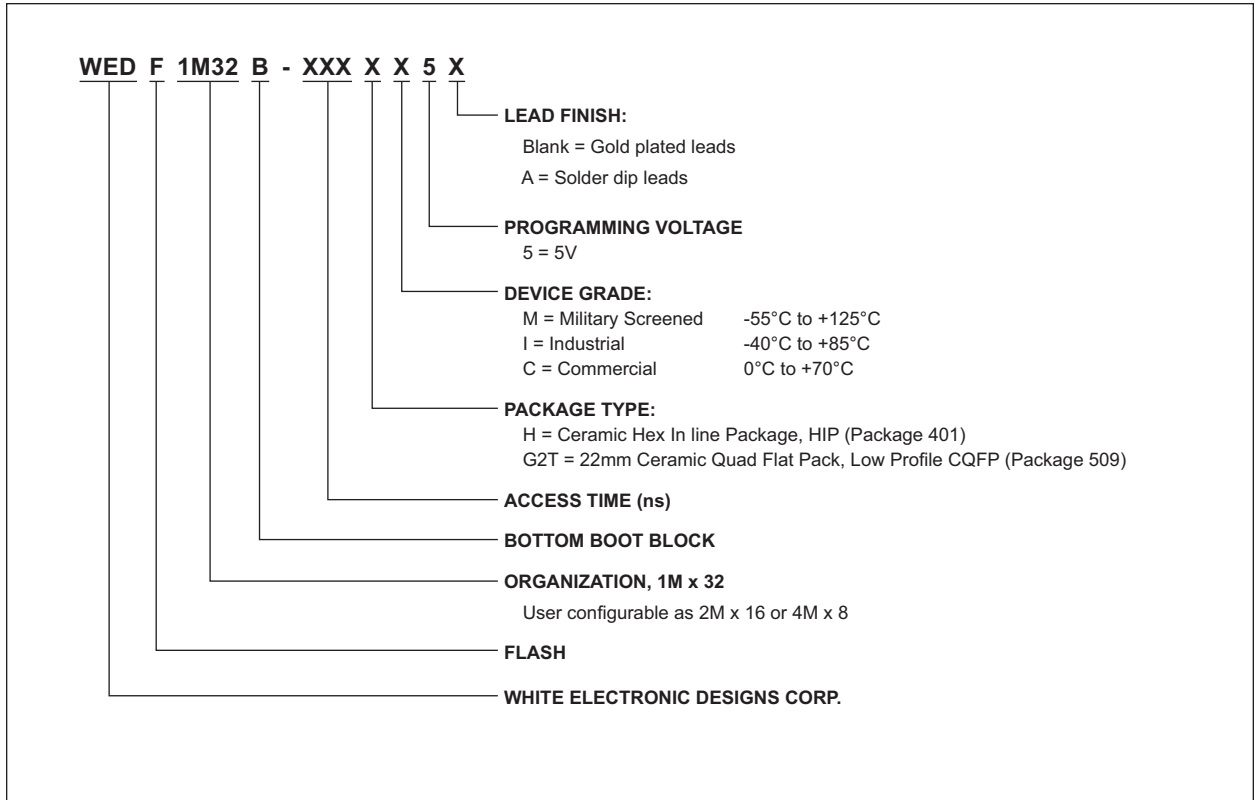 WED F 1M32 B - XXX X X 5 X
LEAD FINISH:
Blank = Gold plated leads
A = Solder dip leads
PROGRAMMING VOLTAGE
5 = 5V
DEVICE GRADE:
M = Military Screened -55°C to +125°C
I = Industrial -40°C to +85°C
C = Commercial 0°C to +70°C
PACKAGE TYPE:
H = Ceramic Hex In line Package, HIP (Package 401)
G2T = 22mm Ceramic Quad Flat Pack, Low Profile CQFP (Package 509)
ACCESS TIME (ns)
BOTTOM BOOT BLOCK
ORGANIZATION, 1M x 32
User configurable as 2M x 16 or 4M x 8
FLASH
WHITE ELECTRONIC DESIGNS CORP.